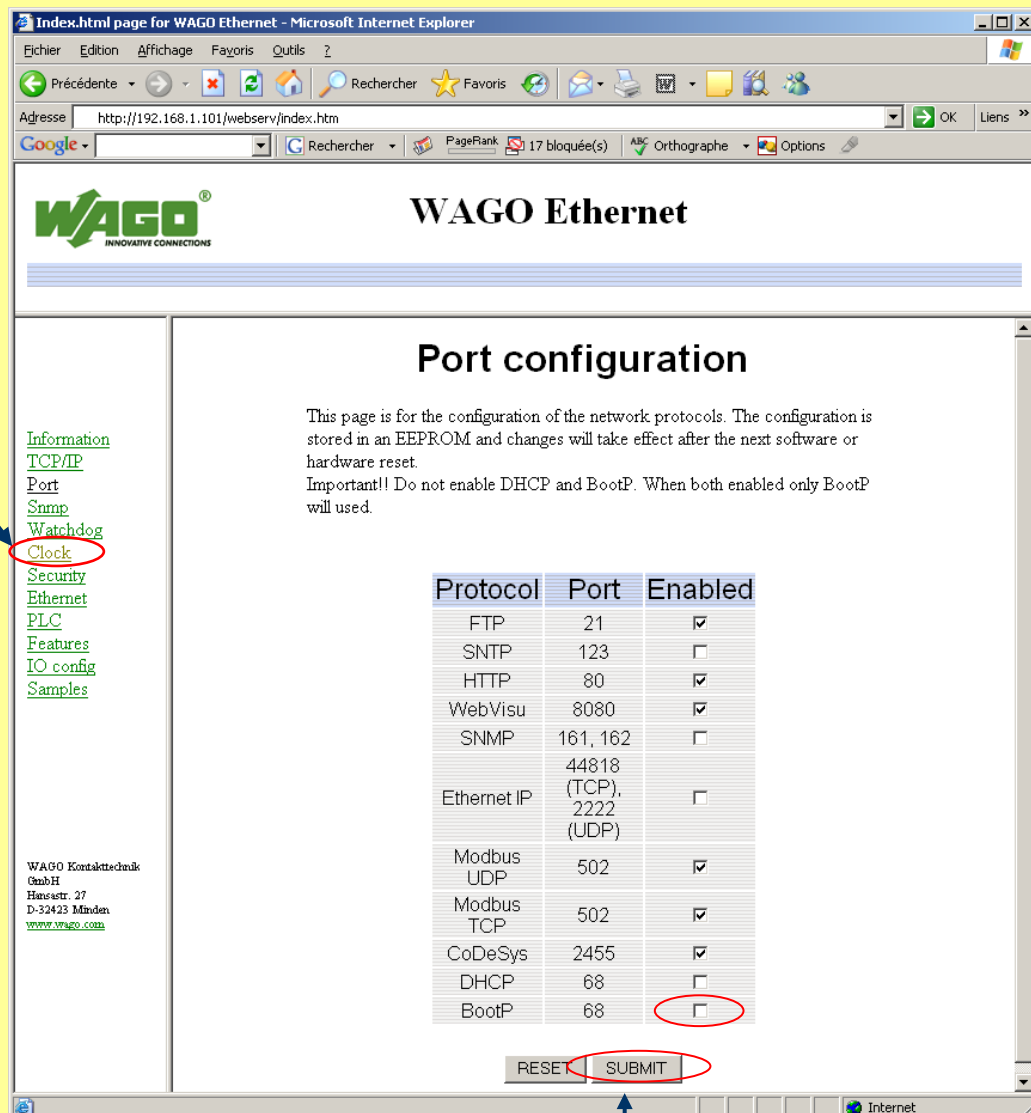 Index.html page for WAGO Ethernet - Microsoft Internet Explorer
Fichier Edition Affichage Favoris Outils ?
Précédente Rechercher Favoris
Adresse http://192.168.1.101/webserv/index.htm OK Liens »
Google Rechercher PageRank 17 bloquée(s) ABC Orthographe Options
WAGO®
INNOVATIVE CONNECTIONS
WAGO Ethernet
Information
TCP/IP
Port
Snmp
Watchdog
Clock
Security
Ethernet
PLC
Features
IO config
Samples
WAGO Kontakttechnik
GmbH
Hansastr. 27
D-32423 Minden
www.wago.com
Port configuration
This page is for the configuration of the network protocols. The configuration is
stored in an EEPROM and changes will take effect after the next software or
hardware reset.
Important!! Do not enable DHCP and BootP. When both enabled only BootP
will used.
Protocol Port Enabled
FTP 21
SNTP 123
HTTP 80
WebVisu 8080
SNMP 161, 162
Ethernet IP 44818
(TCP),
2222
(UDP)
Modbus
UDP 502
Modbus
TCP 502
CoDeSys 2455
DHCP 68
BootP 68
RESET SUBMIT
Internet